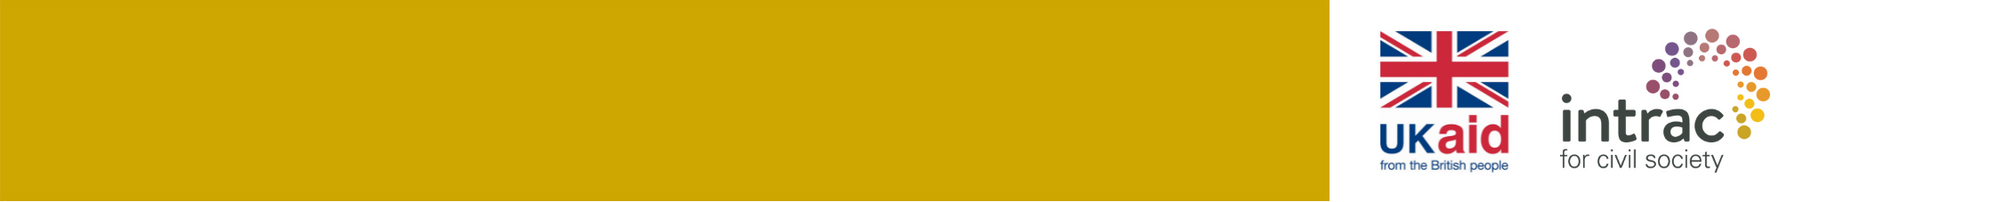 UKaid
from the British people
intrac
for civil society